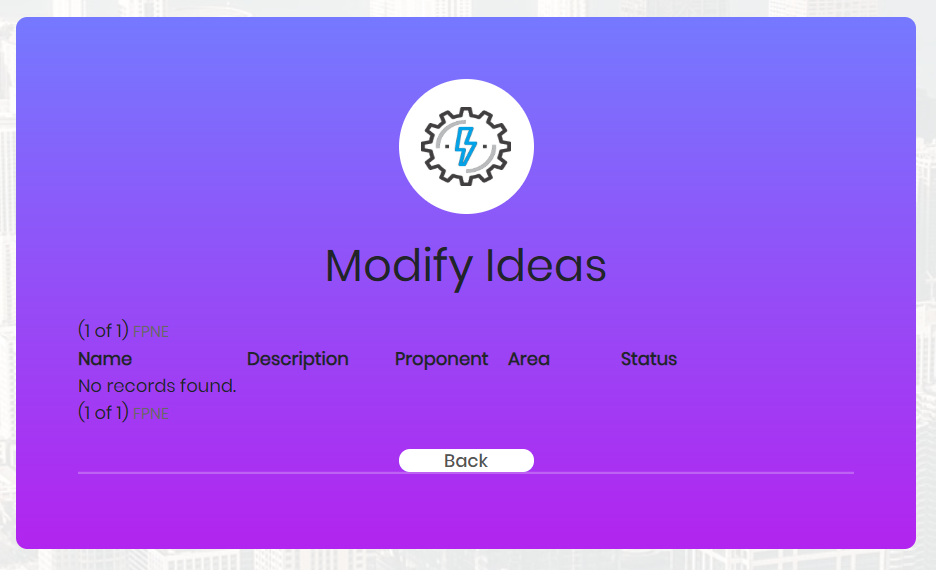 Modify Ideas
(1 of 1) FPNE
Name Description Proponent Area Status
No records found.
(1 of 1) FPNE
Back